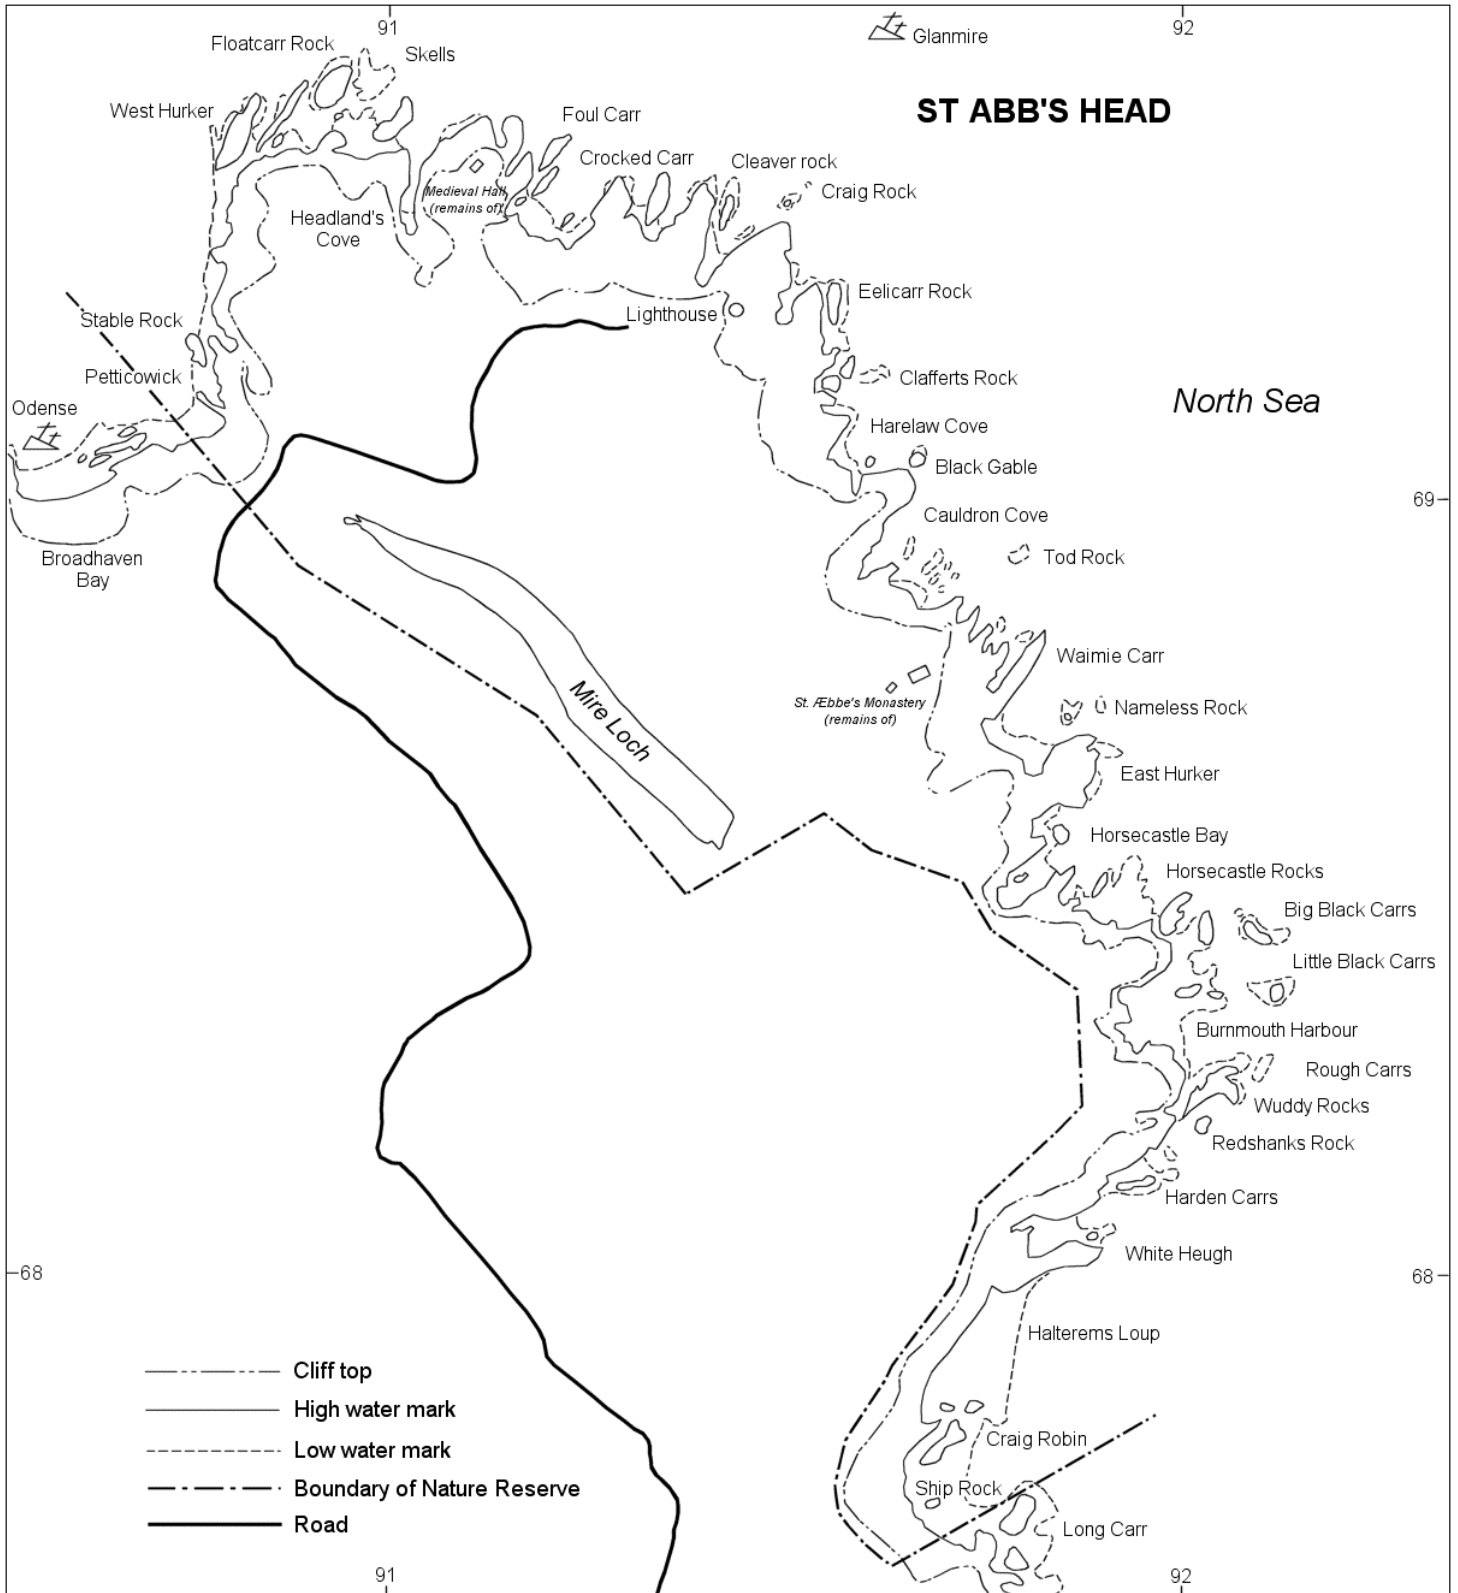 91
92
Glanmire
Floatcarr Rock
Skells
ST ABB'S HEAD
West Hurker
Foul Carr
Crocked Carr
Cleaver rock
Craig Rock
Medieval Hall
(remains of)
Headland's
Cove
Eelicarr Rock
Lighthouse
Stable Rock
Petticowick
Clafferts Rock
North Sea
Odense
Harelaw Cove
Black Gable
69
Cauldron Cove
Broadhaven
Bay
Tod Rock
Waimie Carr
St. Æbbe's Monastery
(remains of)
Nameless Rock
Mire Loch
East Hurker
Horsecastle Bay
Horsecastle Rocks
Big Black Carrs
Little Black Carrs
Burnmouth Harbour
Rough Carrs
Wuddy Rocks
Redshanks Rock
Harden Carrs
White Heugh
68
68
Halterems Loup
Cliff top
High water mark
Low water mark
Boundary of Nature Reserve
Road
Craig Robin
Ship Rock
Long Carr
91
92